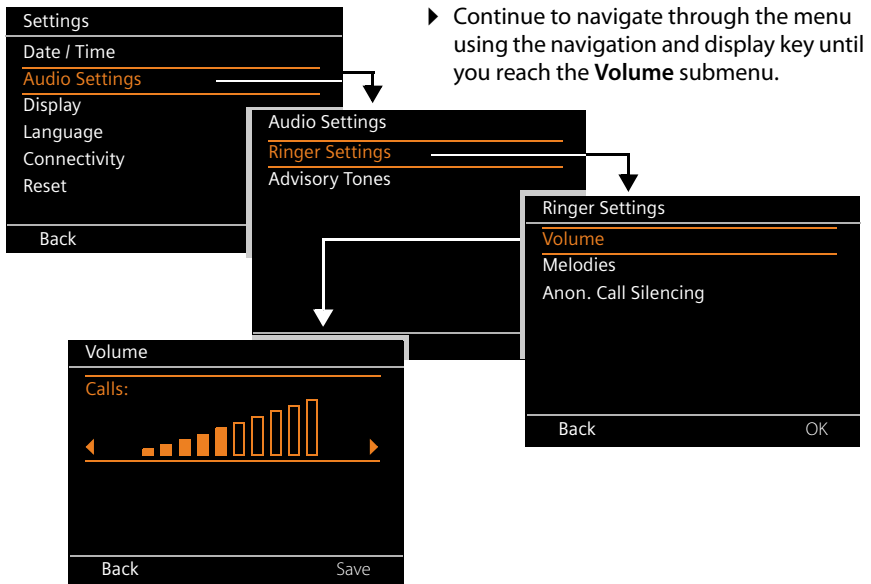 Continue to navigate through the menu
using the navigation and display key until
you reach the Volume submenu.
Settings
Date / Time
Audio Settings
Display
Language
Connectivity
Reset
Back
Audio Settings
Ringer Settings
Advisory Tones
Ringer Settings
Volume
Melodies
Anon. Call Silencing
Back OK
Volume
Calls:
Back Save